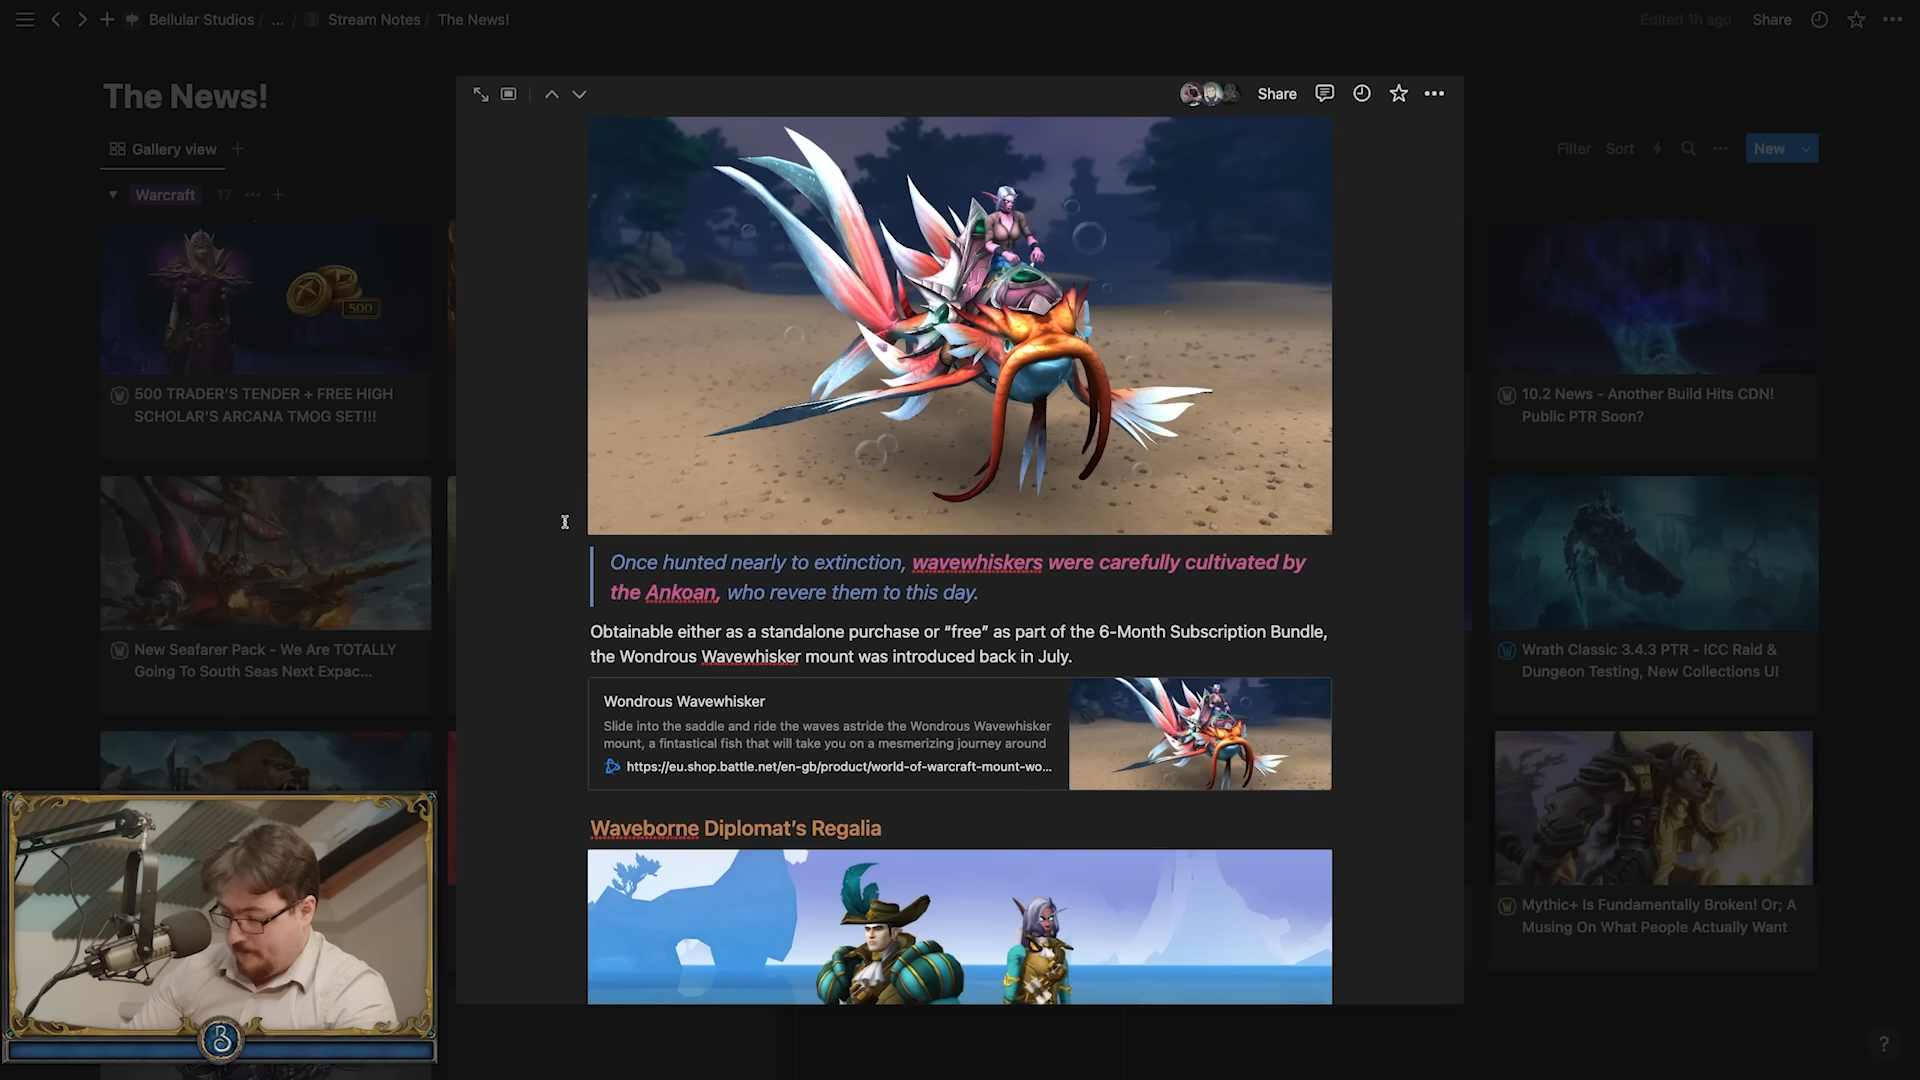 Bellular Studios / ... / Stream Notes / The News!
Edited 1h ago
Share
The News!
Gallery view
Filter
Sort
New
Warcraft 17
500
500 TRADER'S TENDER + FREE HIGH
SCHOLAR'S ARCANA TMOG SET!!!
New Seafarer Pack - We Are TOTALLY
Going To South Seas Next Expac...
Share
Once hunted nearly to extinction, wavewhiskers were carefully cultivated by
the Ankoan, who revere them to this day.
Obtainable either as a standalone purchase or “free” as part of the 6-Month Subscription Bundle,
the Wondrous Wavewhisker mount was introduced back in July.
Wondrous Wavewhisker
Slide into the saddle and ride the waves astride the Wondrous Wavewhisker
mount, a fintastical fish that will take you on a mesmerizing journey around
https://eu.shop.battle.net/en-gb/product/world-of-warcraft-mount-wo...
Waveborne Diplomat's Regalia
10.2 News - Another Build Hits CDN!
Public PTR Soon?
Wrath Classic 3.4.3 PTR - ICC Raid &
Dungeon Testing, New Collections UI
Mythic+ Is Fundamentally Broken! Or; A
Musing On What People Actually Want
B
?